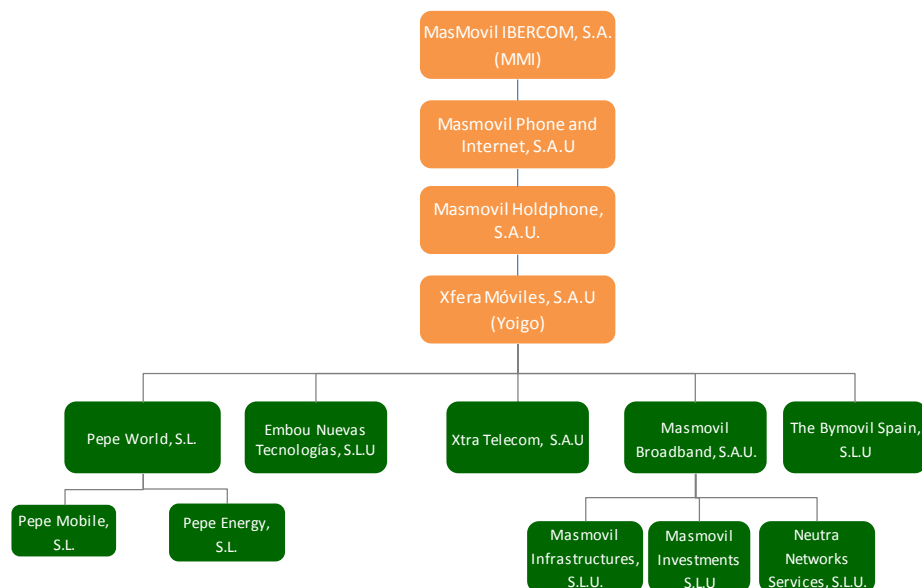 MasMovil IBERCOM, S.A.
(MMI)
Masmovil Phone and
Internet, S.A.U
Masmovil Holdphone,
S.A.U.
Xfera Móviles, S.A.U
(Yoigo)
Pepe World, S.L.
Embou Nuevas
Tecnologías, S.L.U
Xtra Telecom, S.A.U
Masmovil
Broadband, S.A.U.
The Bymovil Spain,
S.L.U
Pepe Mobile,
S.L.
Pepe Energy,
S.L.
Masmovil
Infrastructures,
S.L.U.
Masmovil
Investments
S.L.U
Neutra
Networks
Services, S.L.U.